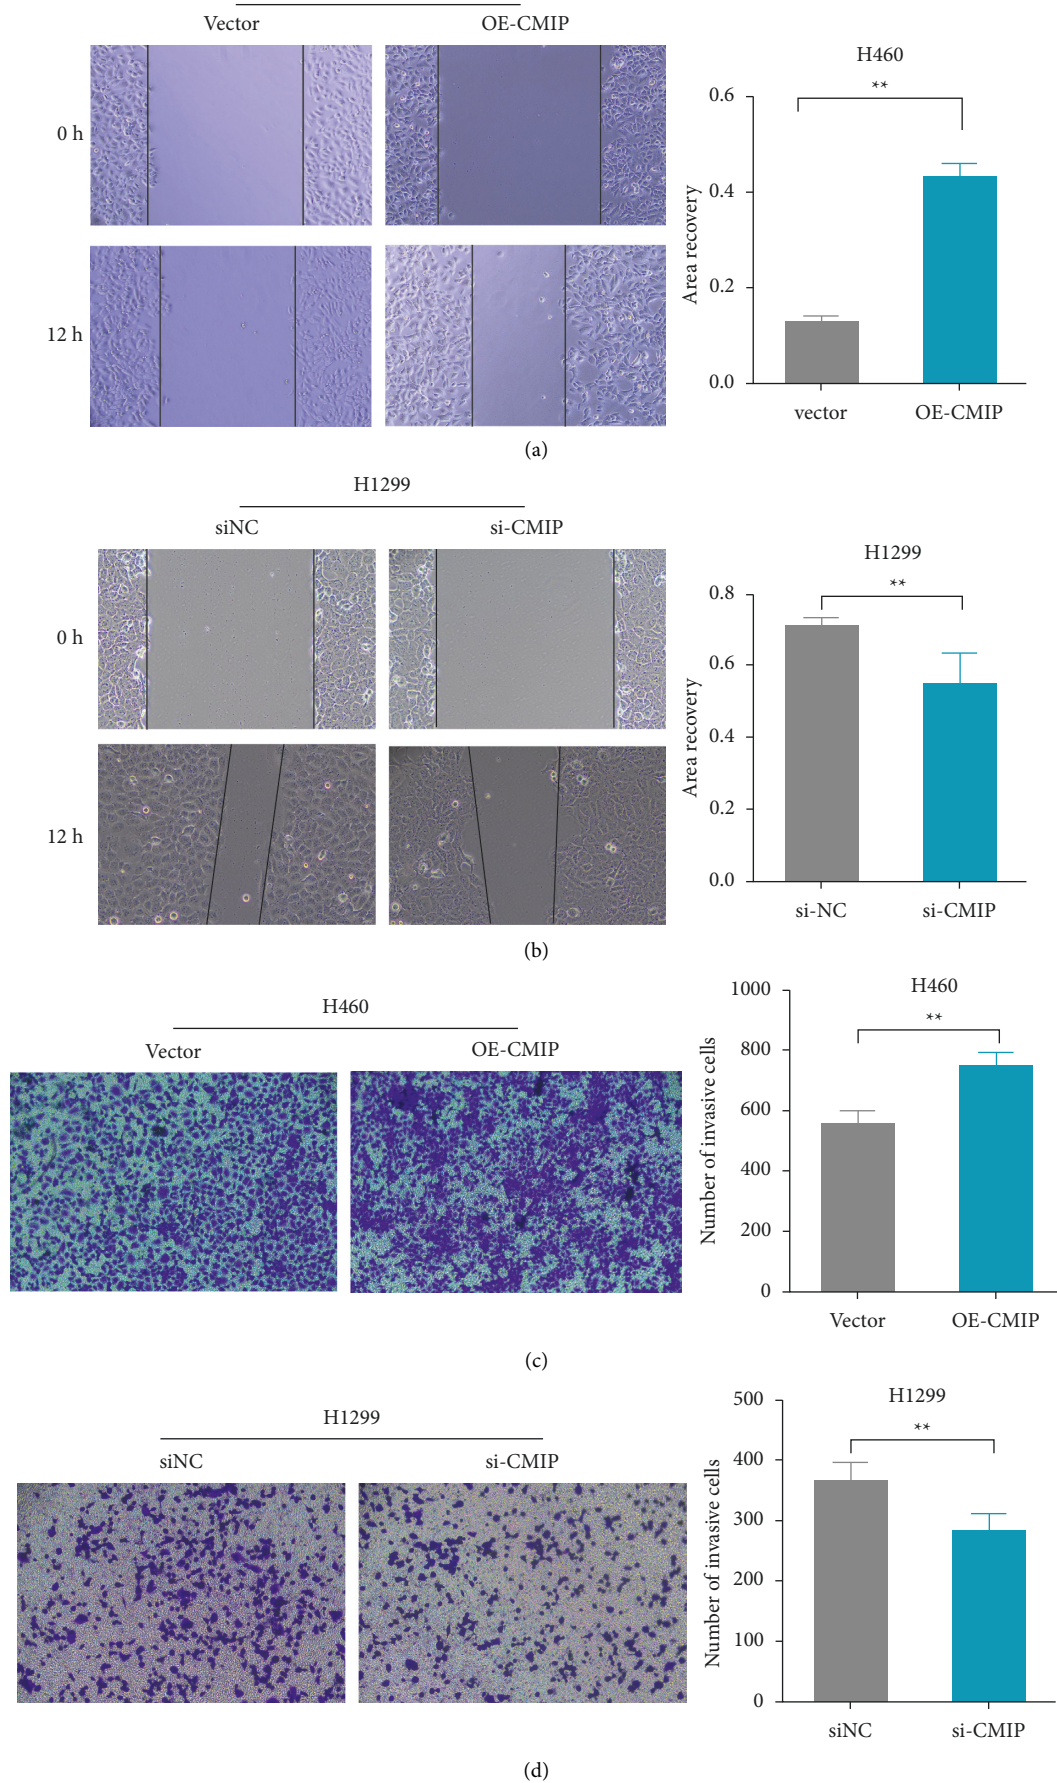 Vector OE-CMIP
0 h
12 h
H460
**
0.6
0.4
0.2
0.0
Area recovery
vector OE-CMIP
(a)
H1299
siNC si-CMIP
0 h
12 h
H1299
**
0.8
0.6
0.4
0.2
0.0
Area recovery
si-NC si-CMIP
(b)
H460
Vector OE-CMIP
H460
**
1000
800
600
400
200
0
Number of invasive cells
Vector OE-CMIP
(c)
H1299
siNC si-CMIP
H1299
**
500
400
300
200
100
0
Number of invasive cells
siNC si-CMIP
(d)